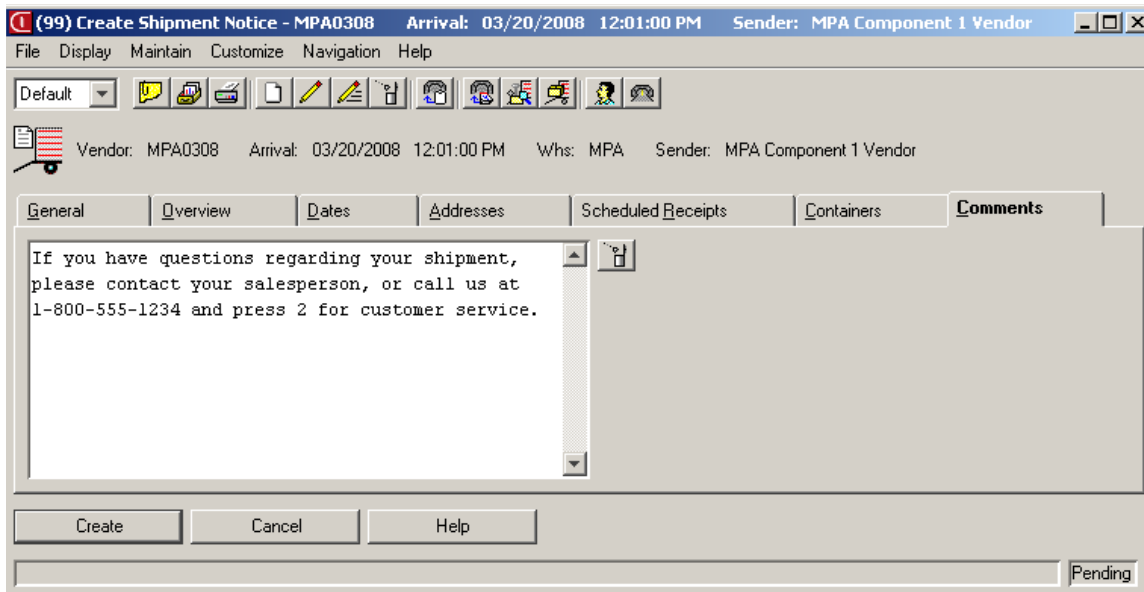 (99) Create Shipment Notice - MPA0308 Arrival: 03/20/2008 12:01:00 PM Sender: MPA Component 1 Vendor
File Display Maintain Customize Navigation Help
Default
Vendor: MPA0308 Arrival: 03/20/2008 12:01:00 PM Whs: MPA Sender: MPA Component 1 Vendor
General Overview Dates Addresses Scheduled Receipts Containers Comments
If you have questions regarding your shipment,
please contact your salesperson, or call us at
1-800-555-1234 and press 2 for customer service.
Create Cancel Help
Pending